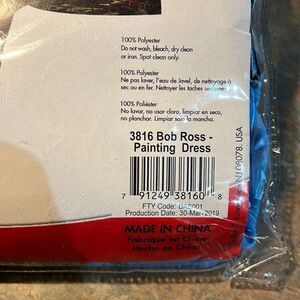 100% Polyester
Do not wash, bleach, dry clean
or iron. Spot clean only.
100% Polyester
Ne pas laver, l'eau de Javel, de nettoyage à
sec ou en fer. Nettoyer les taches seulement.
100% Poliéster
No lavar, no usar cloro, limpiar en seco,
no planchar. Limpiar solo la mancha.
3816 Bob Ross -
Painting Dress
7 91249 38160 8
FTY Code:
Production Date: 30-Mar-2019
MADE IN CHINA
Fabriqué en Chine
Hecho en China
NJ 09078, USA